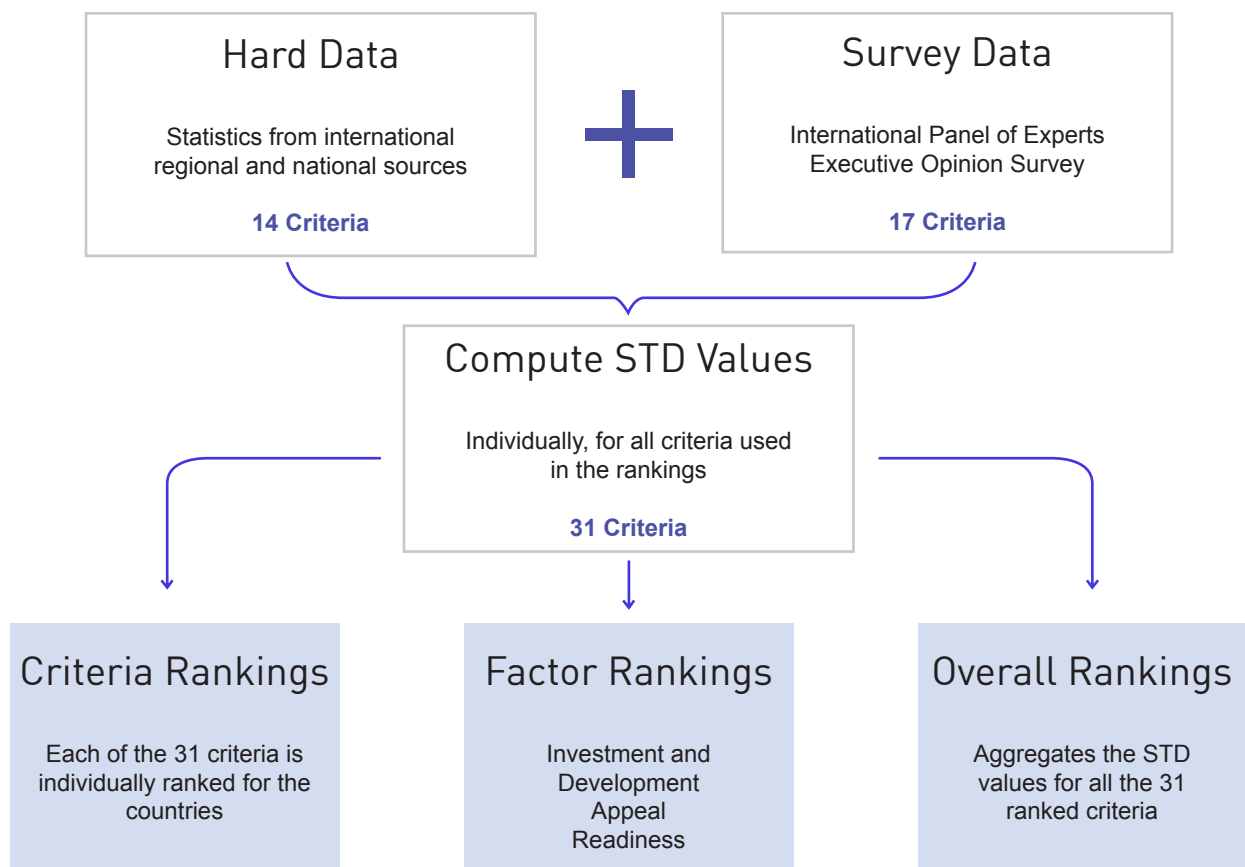 Hard Data
Statistics from international
regional and national sources
14 Criteria
Survey Data
International Panel of Experts
Executive Opinion Survey
17 Criteria
Compute STD Values
Individually, for all criteria used
in the rankings
31 Criteria
Criteria Rankings
Each of the 31 criteria is
individually ranked for the
countries
Factor Rankings
Investment and
Development
Appeal
Readiness
Overall Rankings
Aggregates the STD
values for all the 31
ranked criteria